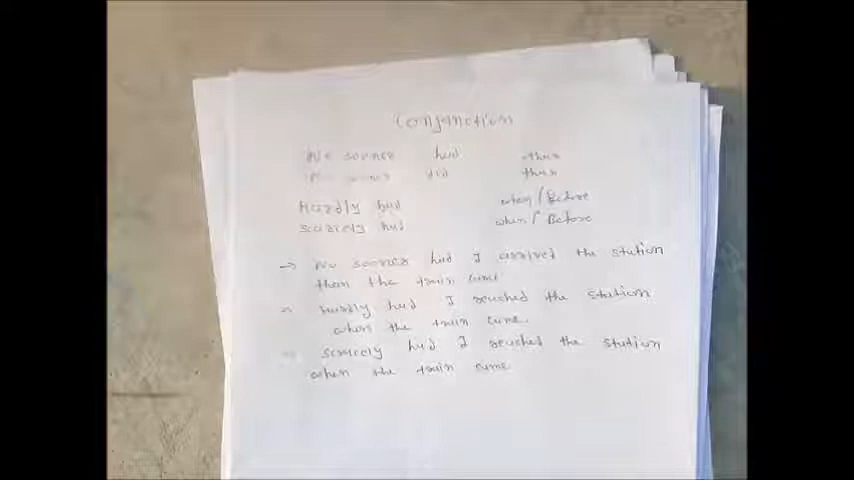 Conjunction
No sooner had than
No sooner did than
Hardly had when / Before
scarcely had when / Before
→ No sooner had I arrived the station
than the train came
Hardly had I reached the station
when the train came.
scarcely had I reached the station
when the train came